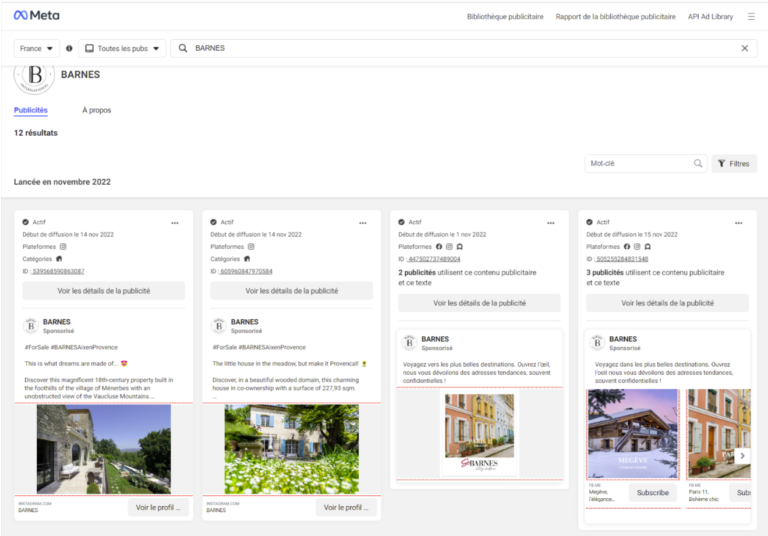 Meta
Bibliothèque publicitaire
Rapport de la bibliothèque publicitaire
API Ad Library
France
Toutes les pubs
BARNES
BARNES
Publicités
À propos
12 résultats
Mot-clé
Filtres
Lancée en novembre 2022
Actif
Début de diffusion le 14 nov 2022
Plateformes
Catégories
ID : 539568590863087
Voir les détails de la publicité
BARNES
Sponsorisé
#ForSale #BARNESAixenProvence
This is what dreams are made of...
Discover this magnificent 18th-century property built in
the foothills of the village of Ménerbes with an
unobstructed view of the Vaucluse Mountains....
INSTAGRAM.COM
BARNES
Voir le profil ...
Actif
Début de diffusion le 14 nov 2022
Plateformes
Catégories
ID : 605960847970584
Voir les détails de la publicité
BARNES
Sponsorisé
#ForSale #BARNESAixenProvence
The little house in the meadow, but make it Provencal!
Discover, in a beautiful wooded domain, this charming
house in co-ownership with a surface of 227,93 sqm.
...
INSTAGRAM.COM
BARNES
Voir le profil ...
Actif
Début de diffusion le 1 nov 2022
Plateformes
ID : 447502737489004
2 publicités utilisent ce contenu publicitaire
et ce texte
Voir les détails de la publicité
BARNES
Sponsorisé
Voyagez vers les plus belles destinations. Ouvrez l'œil,
nous vous dévoilons des adresses tendances, souvent
confidentielles !
BARNES
Actif
Début de diffusion le 15 nov 2022
Plateformes
ID : 505255284831548
3 publicités utilisent ce contenu publicitaire
et ce texte
Voir les détails de la publicité
BARNES
Sponsorisé
Voyagez dans les plus belles destinations. Ouvrez
l'œil nous vous dévoilons des adresses tendances,
souvent confidentielles !
MEGÈVE
FB.ME
Megève,
l'élégance...
Subscribe
FB.ME
Paris 11,
Bohème chic
Subs